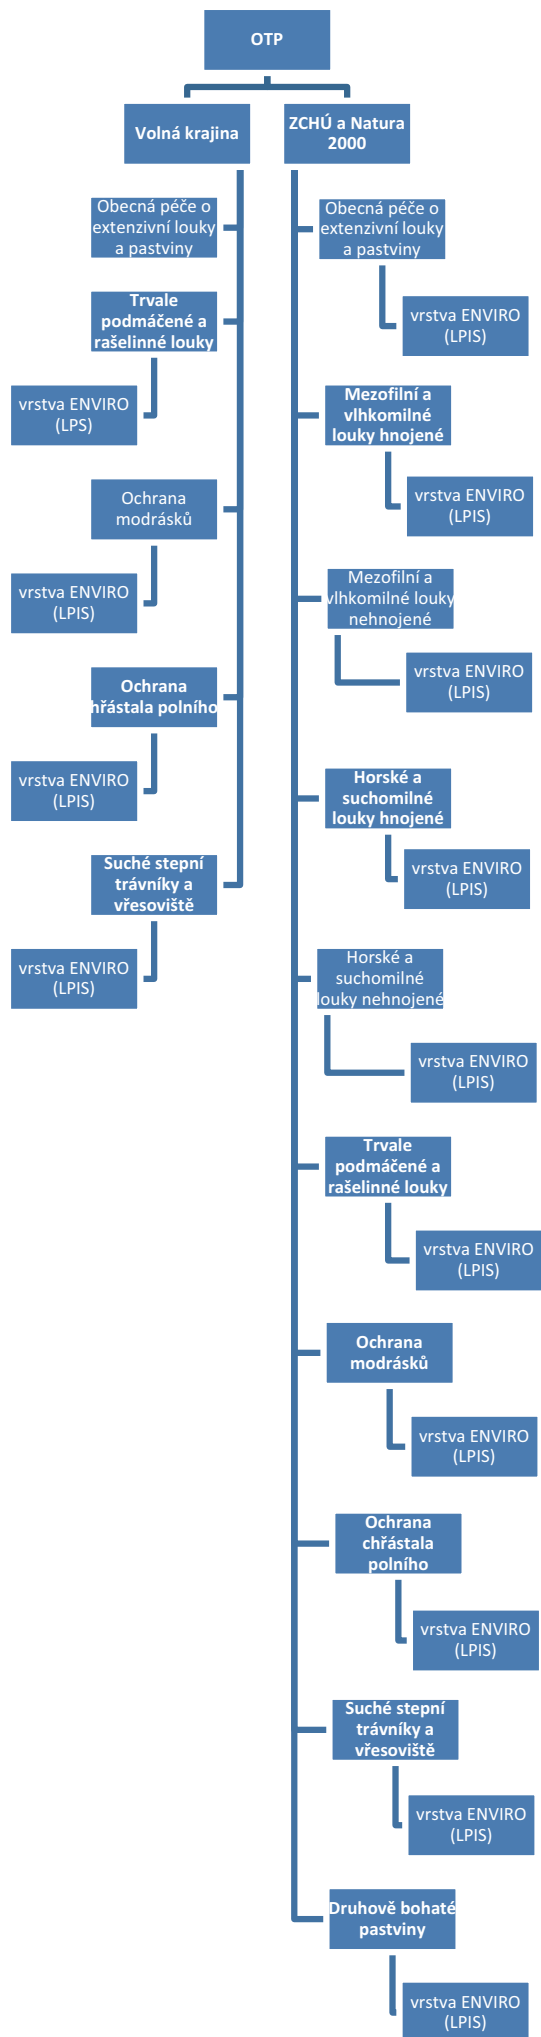 OTP
Volná krajina
Obecná péče o
extenzivní louky
a pastviny
Trvale
podmáčené a
rašelinné louky
vrstva ENVIRO
(LPS)
Ochrana
modrásků
vrstva ENVIRO
(LPIS)
Ochrana
hřástala polního
vrstva ENVIRO
(LPIS)
Suché stepní
trávníky a
vřesoviště
vrstva ENVIRO
(LPIS)
ZCHÚ a Natura
2000
Obecná péče o
extenzivní louky
a pastviny
vrstva ENVIRO
(LPIS)
Mezofilní a
vlhkomilné
louky hnojené
vrstva ENVIRO
(LPIS)
Mezofilní a
vlhkomilné louky
nehnojené
vrstva ENVIRO
(LPIS)
Horské a
suchomilné
louky hnojené
vrstva ENVIRO
(LPIS)
Horské a
suchomilné
louky nehnojené
vrstva ENVIRO
(LPIS)
Trvale
podmáčené a
rašelinné louky
vrstva ENVIRO
(LPIS)
Ochrana
modrásků
vrstva ENVIRO
(LPIS)
Ochrana
chřástala
polního
vrstva ENVIRO
(LPIS)
Suché stepní
trávníky a
vřesoviště
vrstva ENVIRO
(LPIS)
Druhově bohaté
pastviny
vrstva ENVIRO
(LPIS)